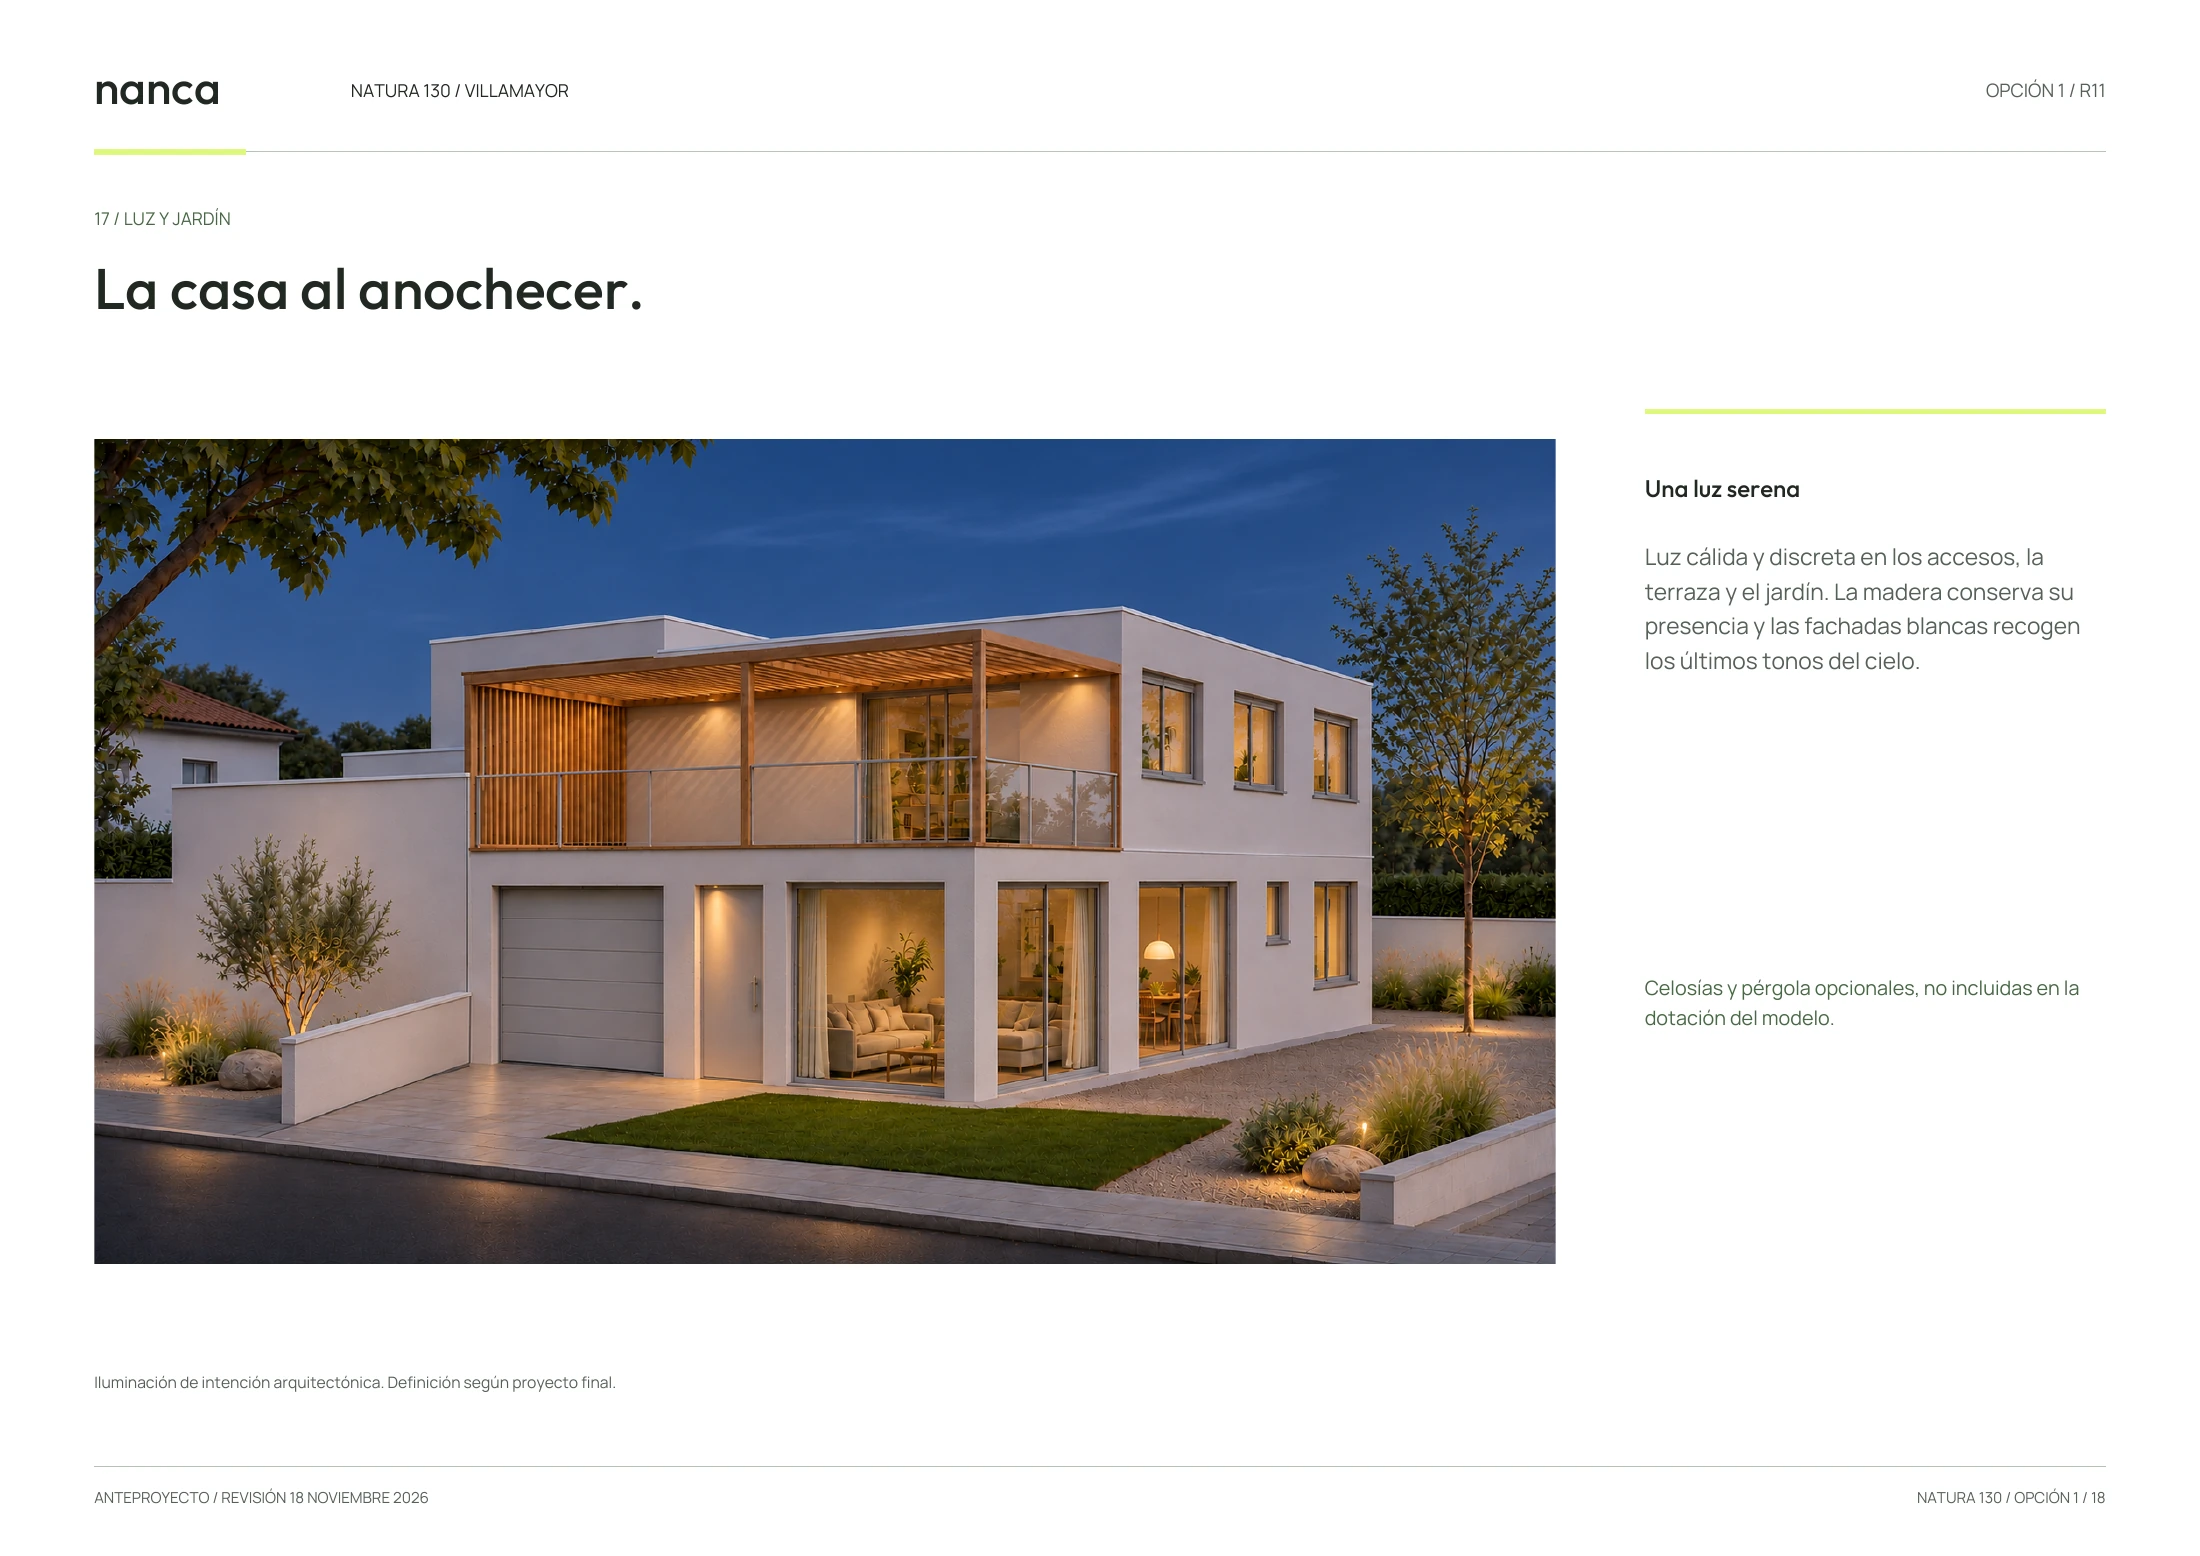 nanca
NATURA 130 / VILLAMAYOR
OPCIÓN 1 / R11
17 / LUZ Y JARDÍN
La casa al anochecer.
Una luz serena
Luz cálida y discreta en los accesos, la
terraza y el jardín. La madera conserva su
presencia y las fachadas blancas recogen
los últimos tonos del cielo.
Celosías y pérgola opcionales, no incluidas en la
dotación del modelo.
Iluminación de intención arquitectónica. Definición según proyecto final.
ANTEPROYECTO / REVISIÓN 18 NOVIEMBRE 2026
NATURA 130 / OPCIÓN 1 / 18